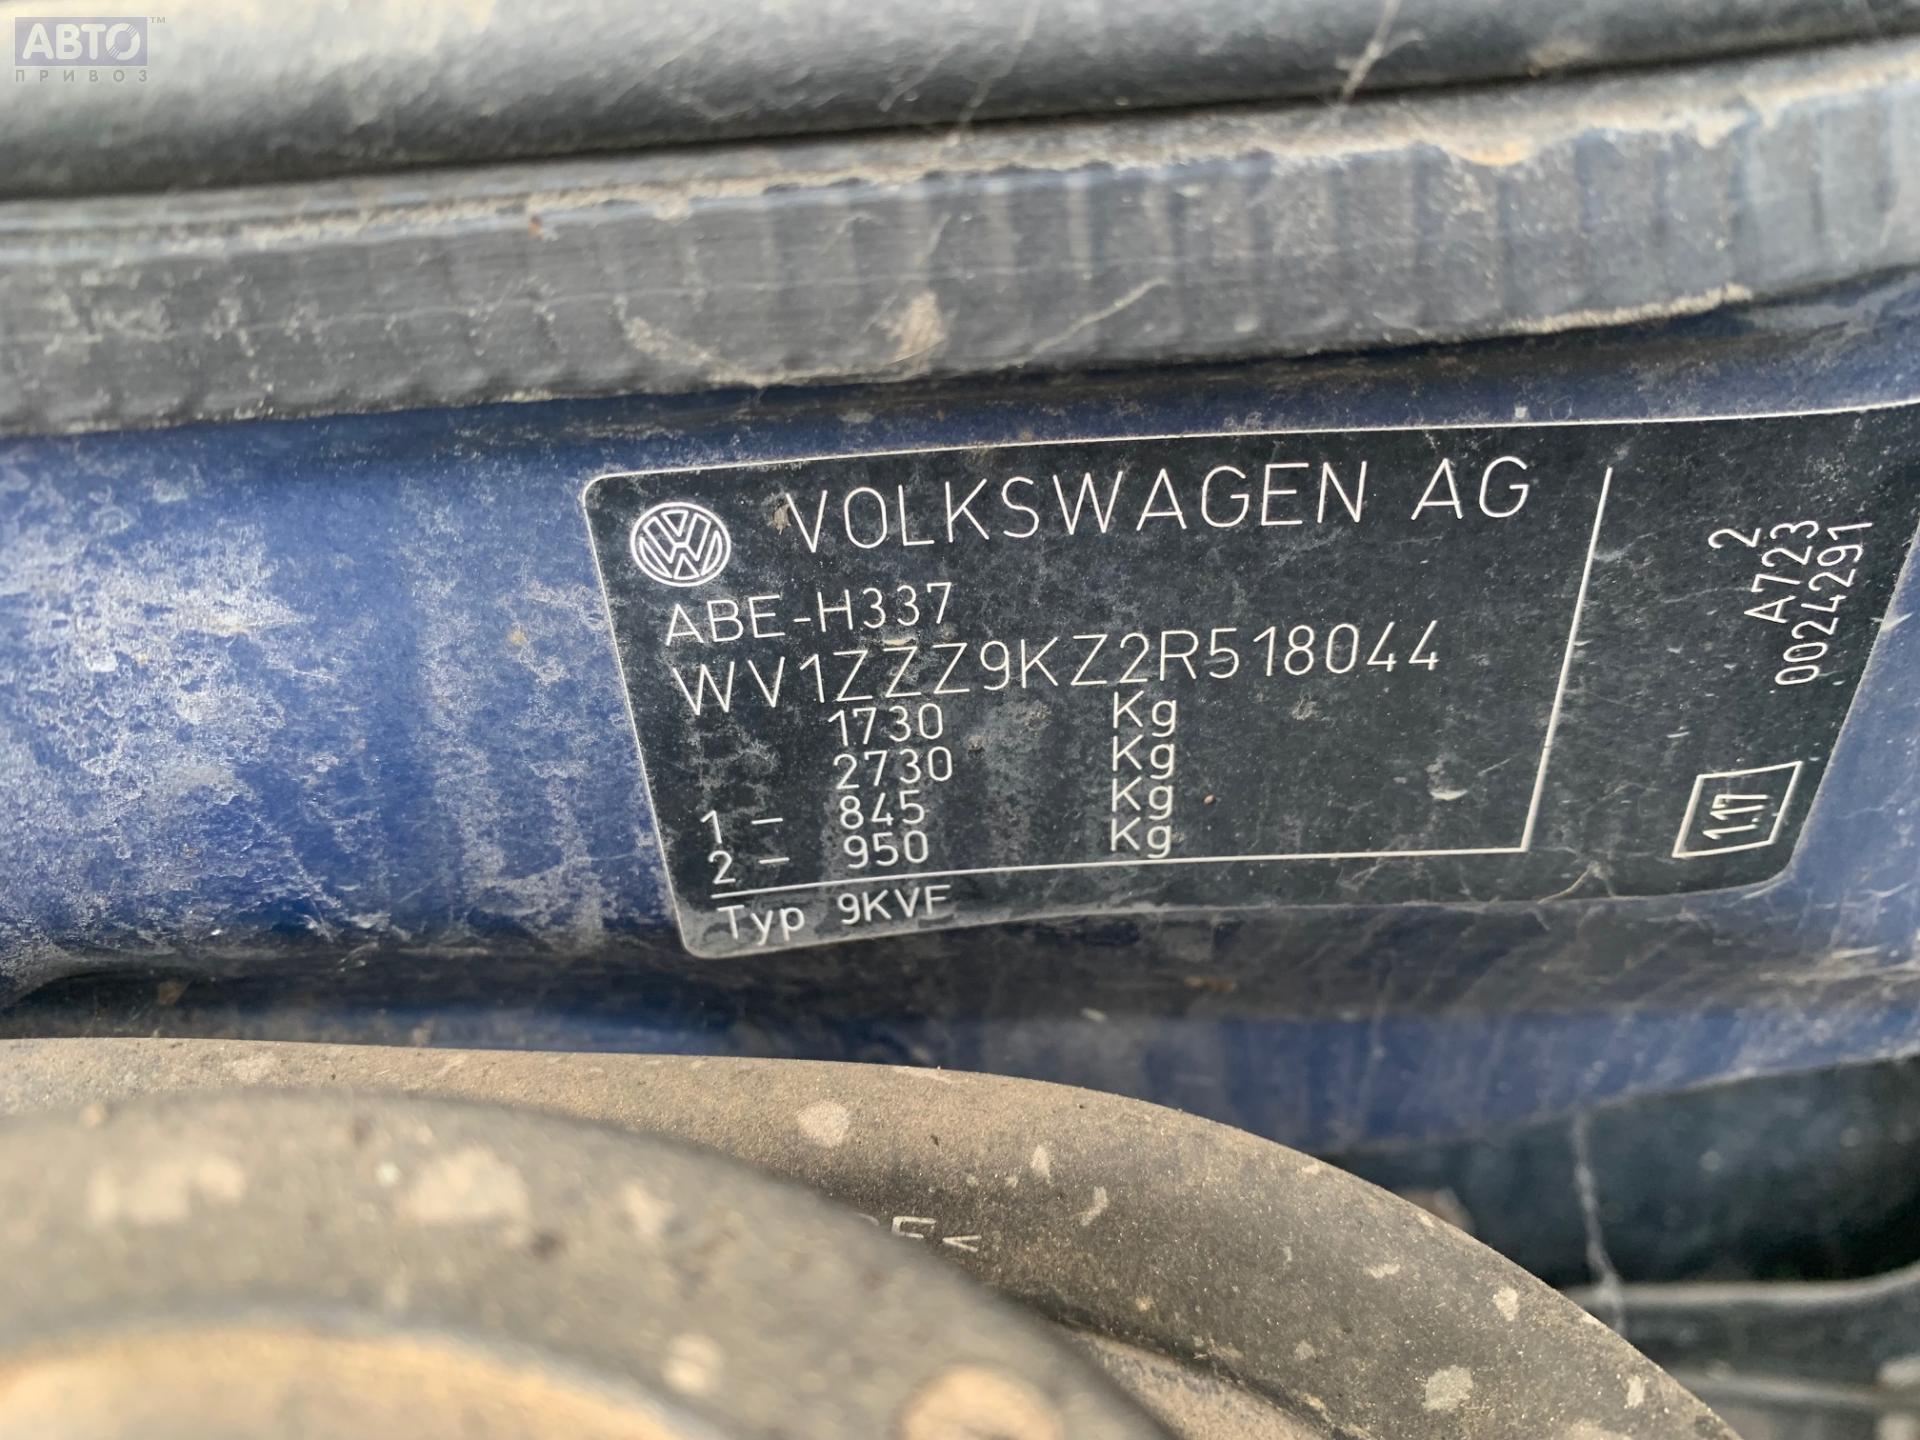 АВТО™
ПРИВОЗ
VOLKSWAGEN AG
ABE-H337
WV1ZZZ9KZ2R518044
1730 Kg
2730 Kg
1 - 845 Kg
2 - 950 Kg
Typ 9KVF
2
A723
0024291
1.17